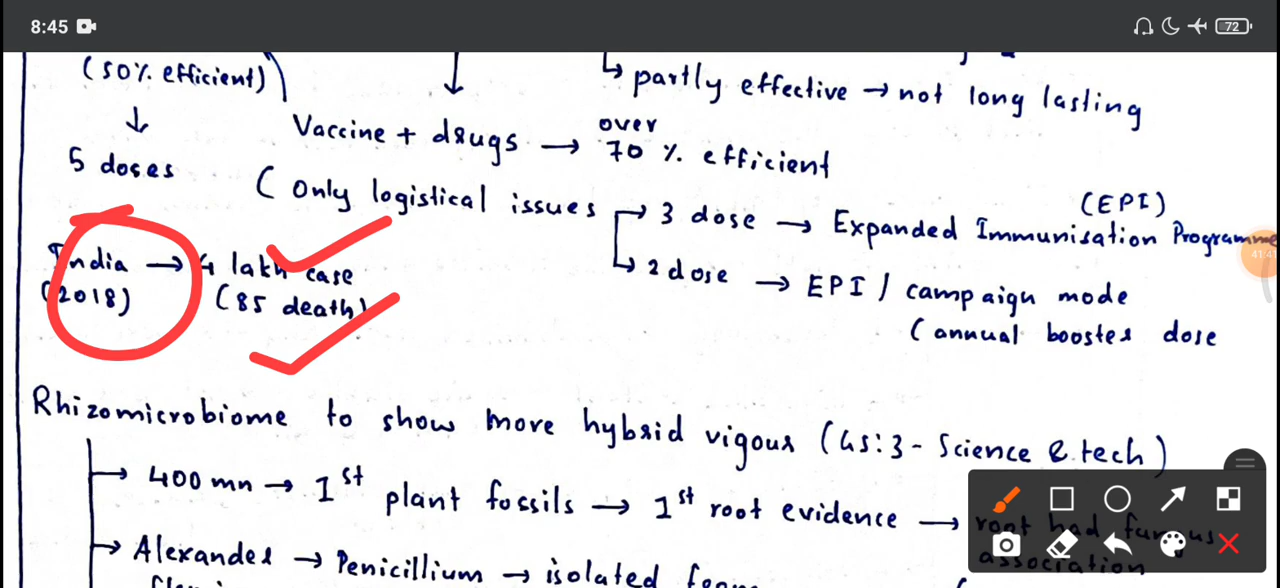 8:45
72
(50% efficient)
↳ partly effective → not long lasting
↓
Vaccine + drugs → over 70 % efficient
5 doses
(Only logistical issues
→ 3 dose → Expanded Immunisation Programme
(EPI)
41:41
↳ 2 dose → EPI / campaign mode
(annual booster dose
India → 4 lakh case
(2018) (85 death)
Rhizomicrobiome to show more hybrid vigour (GS:3 - Science & tech)
→ 400 mn → 1st plant fossils → 1st root evidence → root had fungus
association
→ Alexander → Penicillium → isolated from